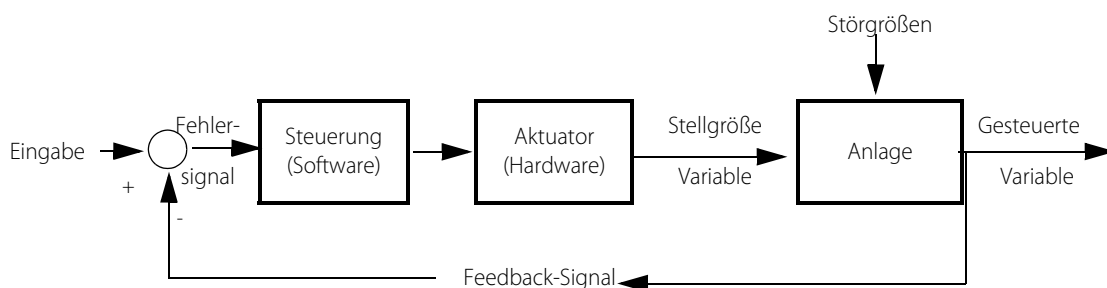 Störgrößen
Eingabe
+
-
Fehler-
signal
Steuerung
(Software)
Aktuator
(Hardware)
Stellgröße
Variable
Anlage
Gesteuerte
Variable
Feedback-Signal